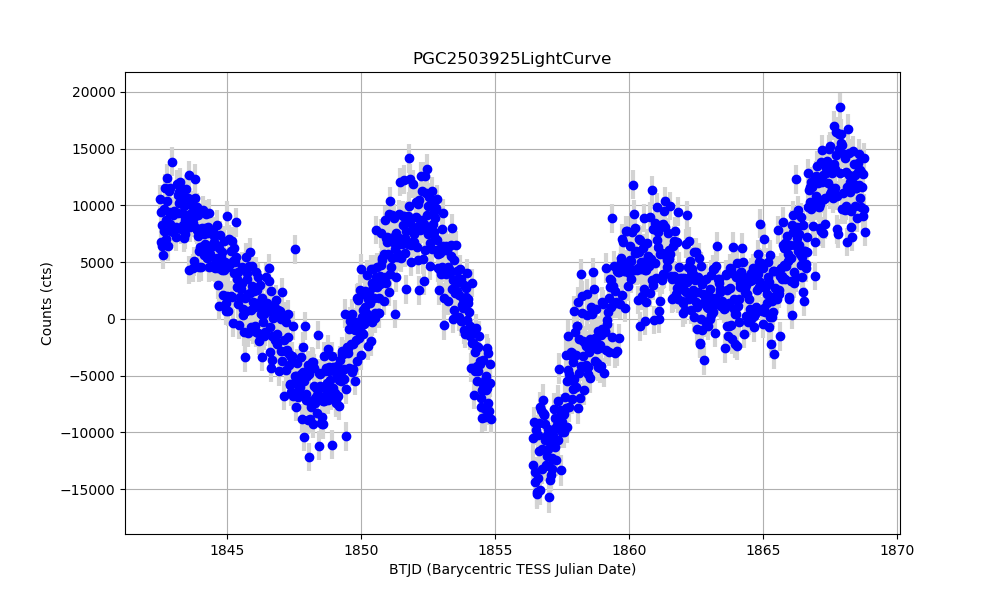 PGC2503925LightCurve
20000
15000
10000
5000
0
−5000
−10000
−15000
Counts (cts)
1845 1850 1855 1860 1865 1870
BTJD (Barycentric TESS Julian Date)